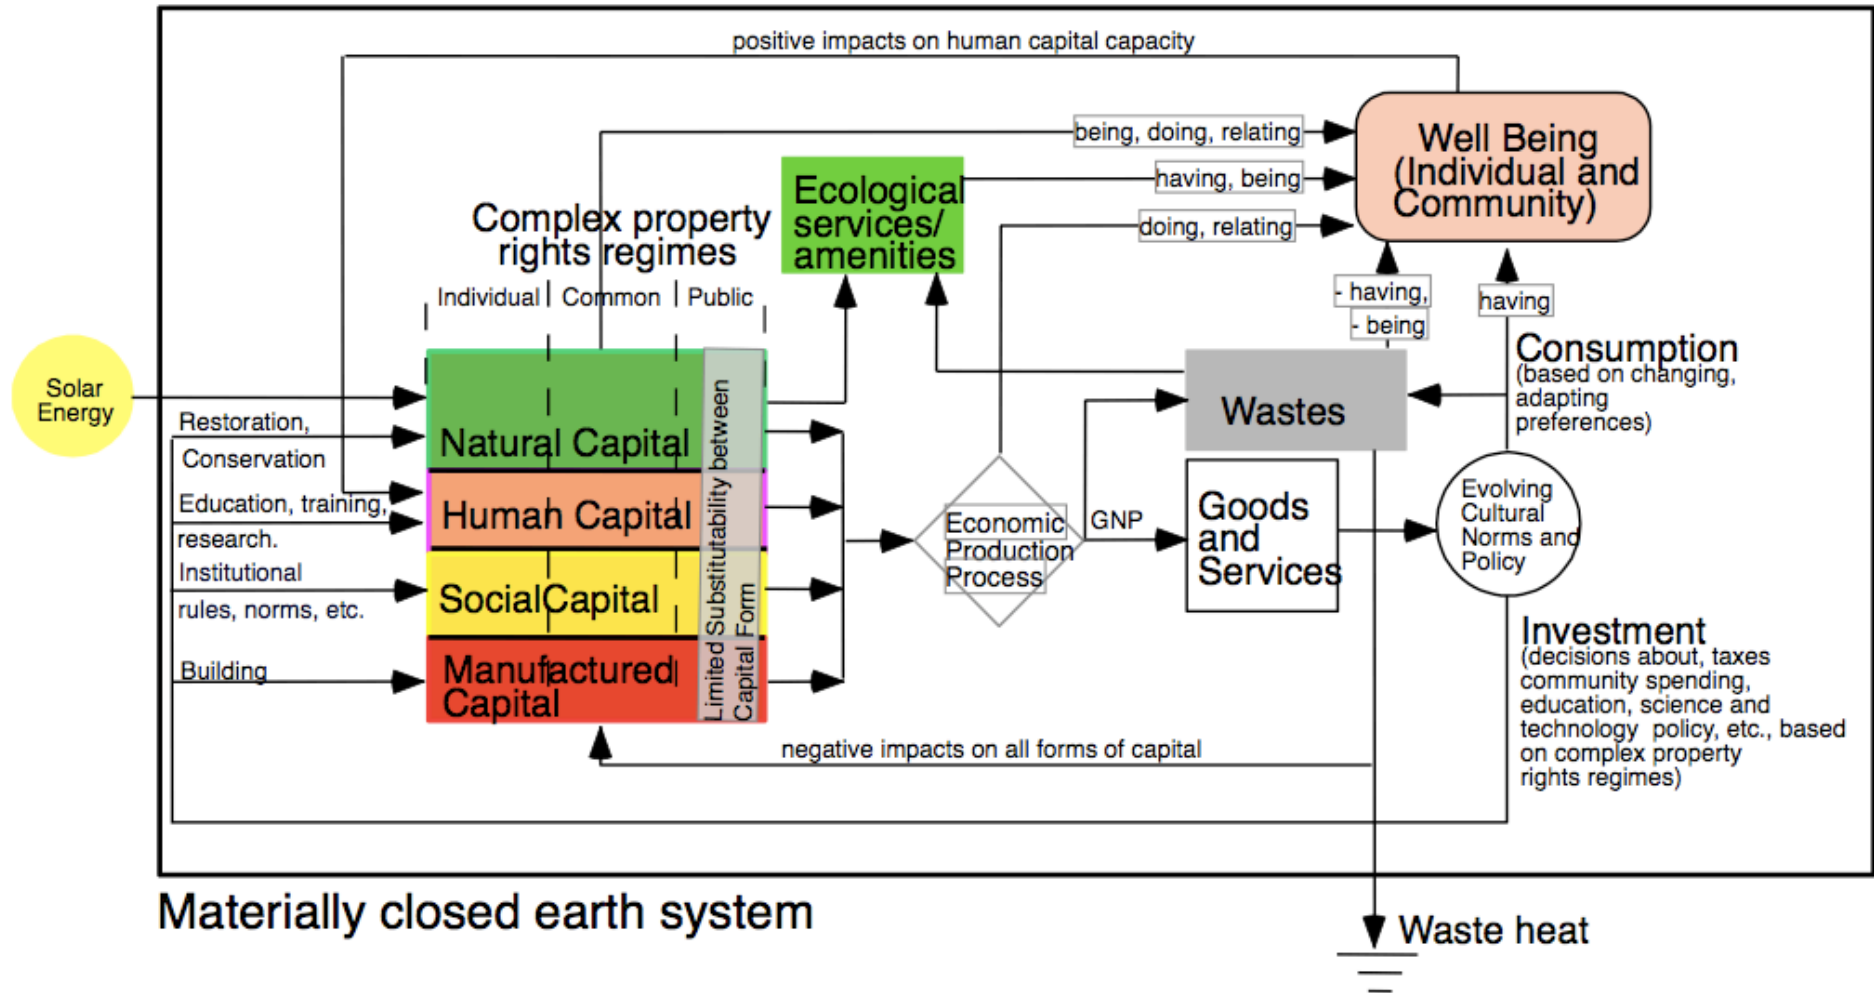 positive impacts on human capital capacity
being, doing, relating
Well Being
(Individual and
Community)
having, being
Ecological
services/
amenities
doing, relating
Complex property
rights regimes
Individual
Common
Public
- having,
- being
having
Consumption
(based on changing,
adapting
preferences)
Solar
Energy
Restoration,
Conservation
Education, training,
research.
Institutional
rules, norms, etc.
Building
Natural Capital
Human Capital
SocialCapital
Manufactured
Capital
Limited Substitutability between
Capital Form
Economic
Production
Process
GNP
Wastes
Goods
and
Services
Evolving
Cultural
Norms and
Policy
Investment
(decisions about, taxes
community spending,
education, science and
technology policy, etc., based
on complex property
rights regimes)
negative impacts on all forms of capital
Materially closed earth system
Waste heat